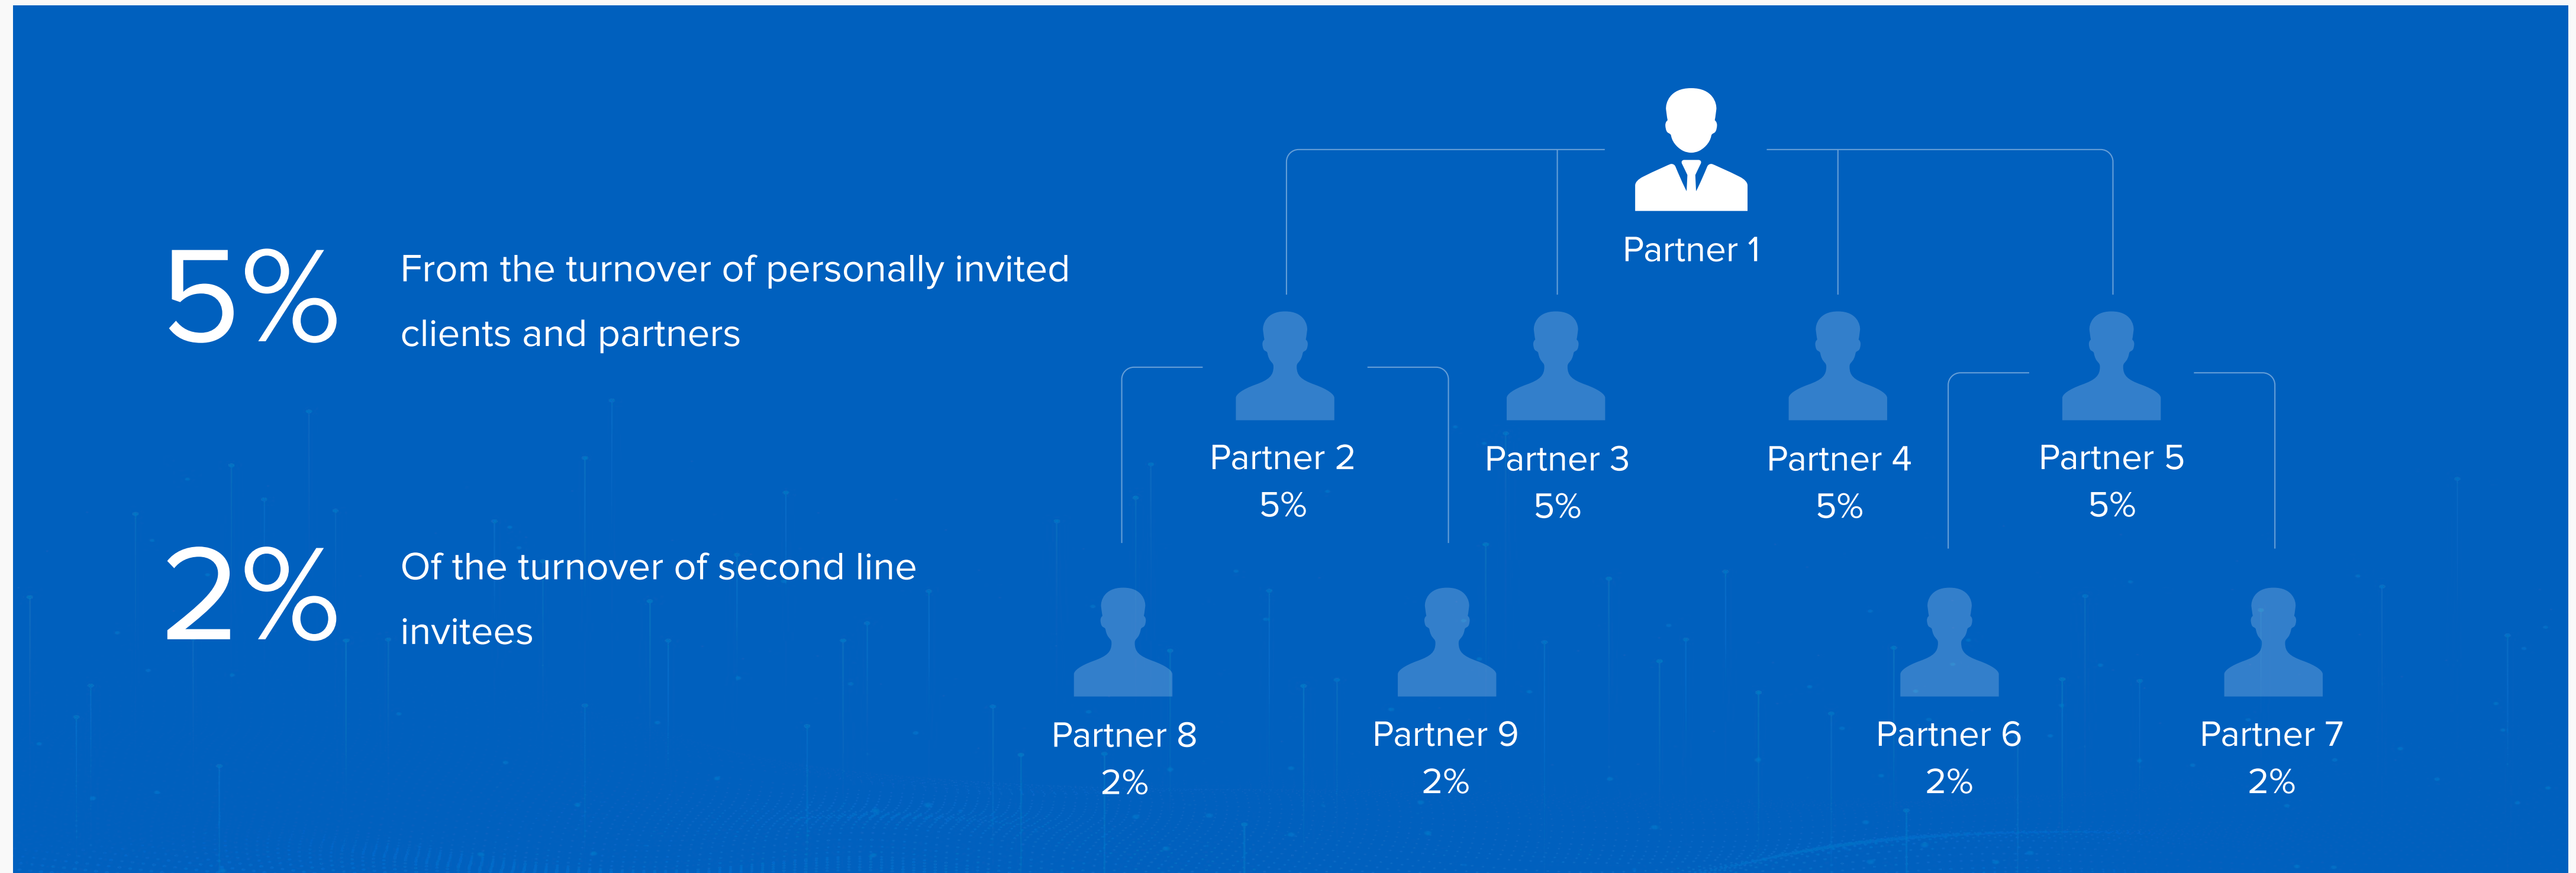 5%
From the turnover of personally invited
clients and partners
2%
Of the turnover of second line
invitees
Partner 1
Partner 2
5%
Partner 3
5%
Partner 4
5%
Partner 5
5%
Partner 8
2%
Partner 9
2%
Partner 6
2%
Partner 7
2%